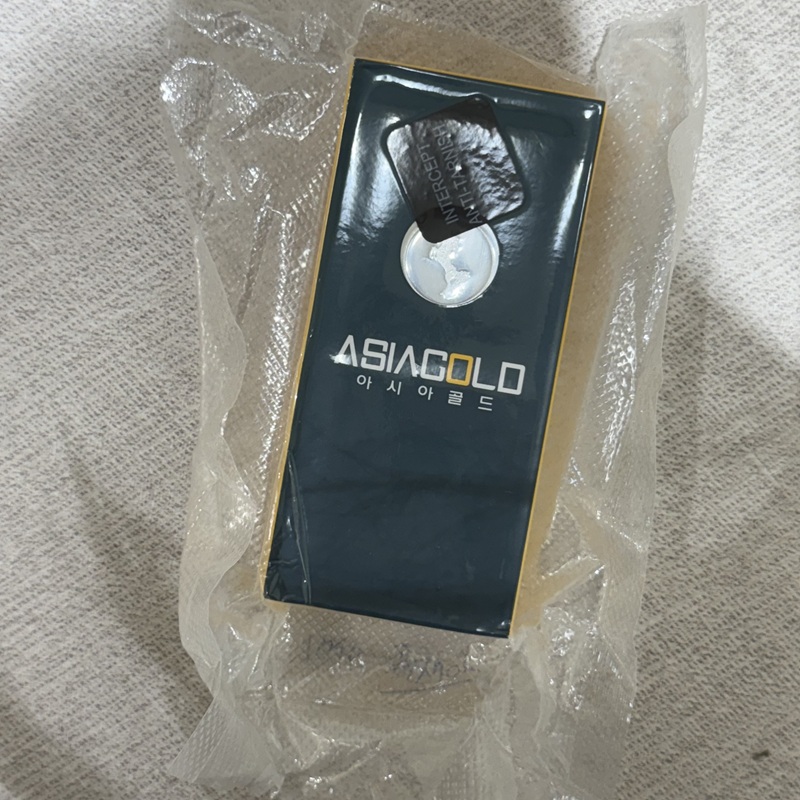 INTERCEPT
ANTI-TARNISH
ASIAGOLD
아시아골드